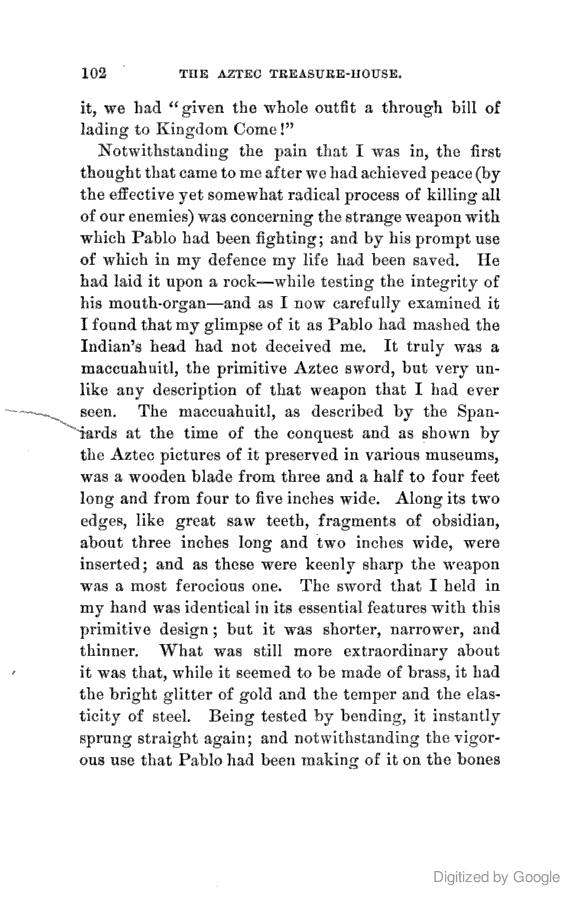 102 THE AZTEC TREASURE-HOUSE.
it, we had “given the whole outfit a through bill of
lading to Kingdom Come!”
Notwithstanding the pain that I was in, the first
thought that came to me after we had achieved peace (by
the effective yet somewhat radical process of killing all
of our enemies) was concerning the strange weapon with
which Pablo had been fighting; and by his prompt use
of which in my defence my life had been saved. He
had laid it upon a rock—while testing the integrity of
his mouth-organ—and as I now carefully examined it
I found that my glimpse of it as Pablo had mashed the
Indian’s head had not deceived me. It truly was a
maccuahuitl, the primitive Aztec sword, but very un-
like any description of that weapon that I had ever
seen. The maccuahuitl, as described by the Span-
iards at the time of the conquest and as shown by
the Aztec pictures of it preserved in various museums,
was a wooden blade from three and a half to four feet
long and from four to five inches wide. Along its two
edges, like great saw teeth, fragments of obsidian,
about three inches long and two inches wide, were
inserted; and as these were keenly sharp the weapon
was a most ferocious one. The sword that I held in
my hand was identical in its essential features with this
primitive design; but it was shorter, narrower, and
thinner. What was still more extraordinary about
it was that, while it seemed to be made of brass, it had
the bright glitter of gold and the temper and the elas-
ticity of steel. Being tested by bending, it instantly
sprung straight again; and notwithstanding the vigor-
ous use that Pablo had been making of it on the bones
Digitized by Google